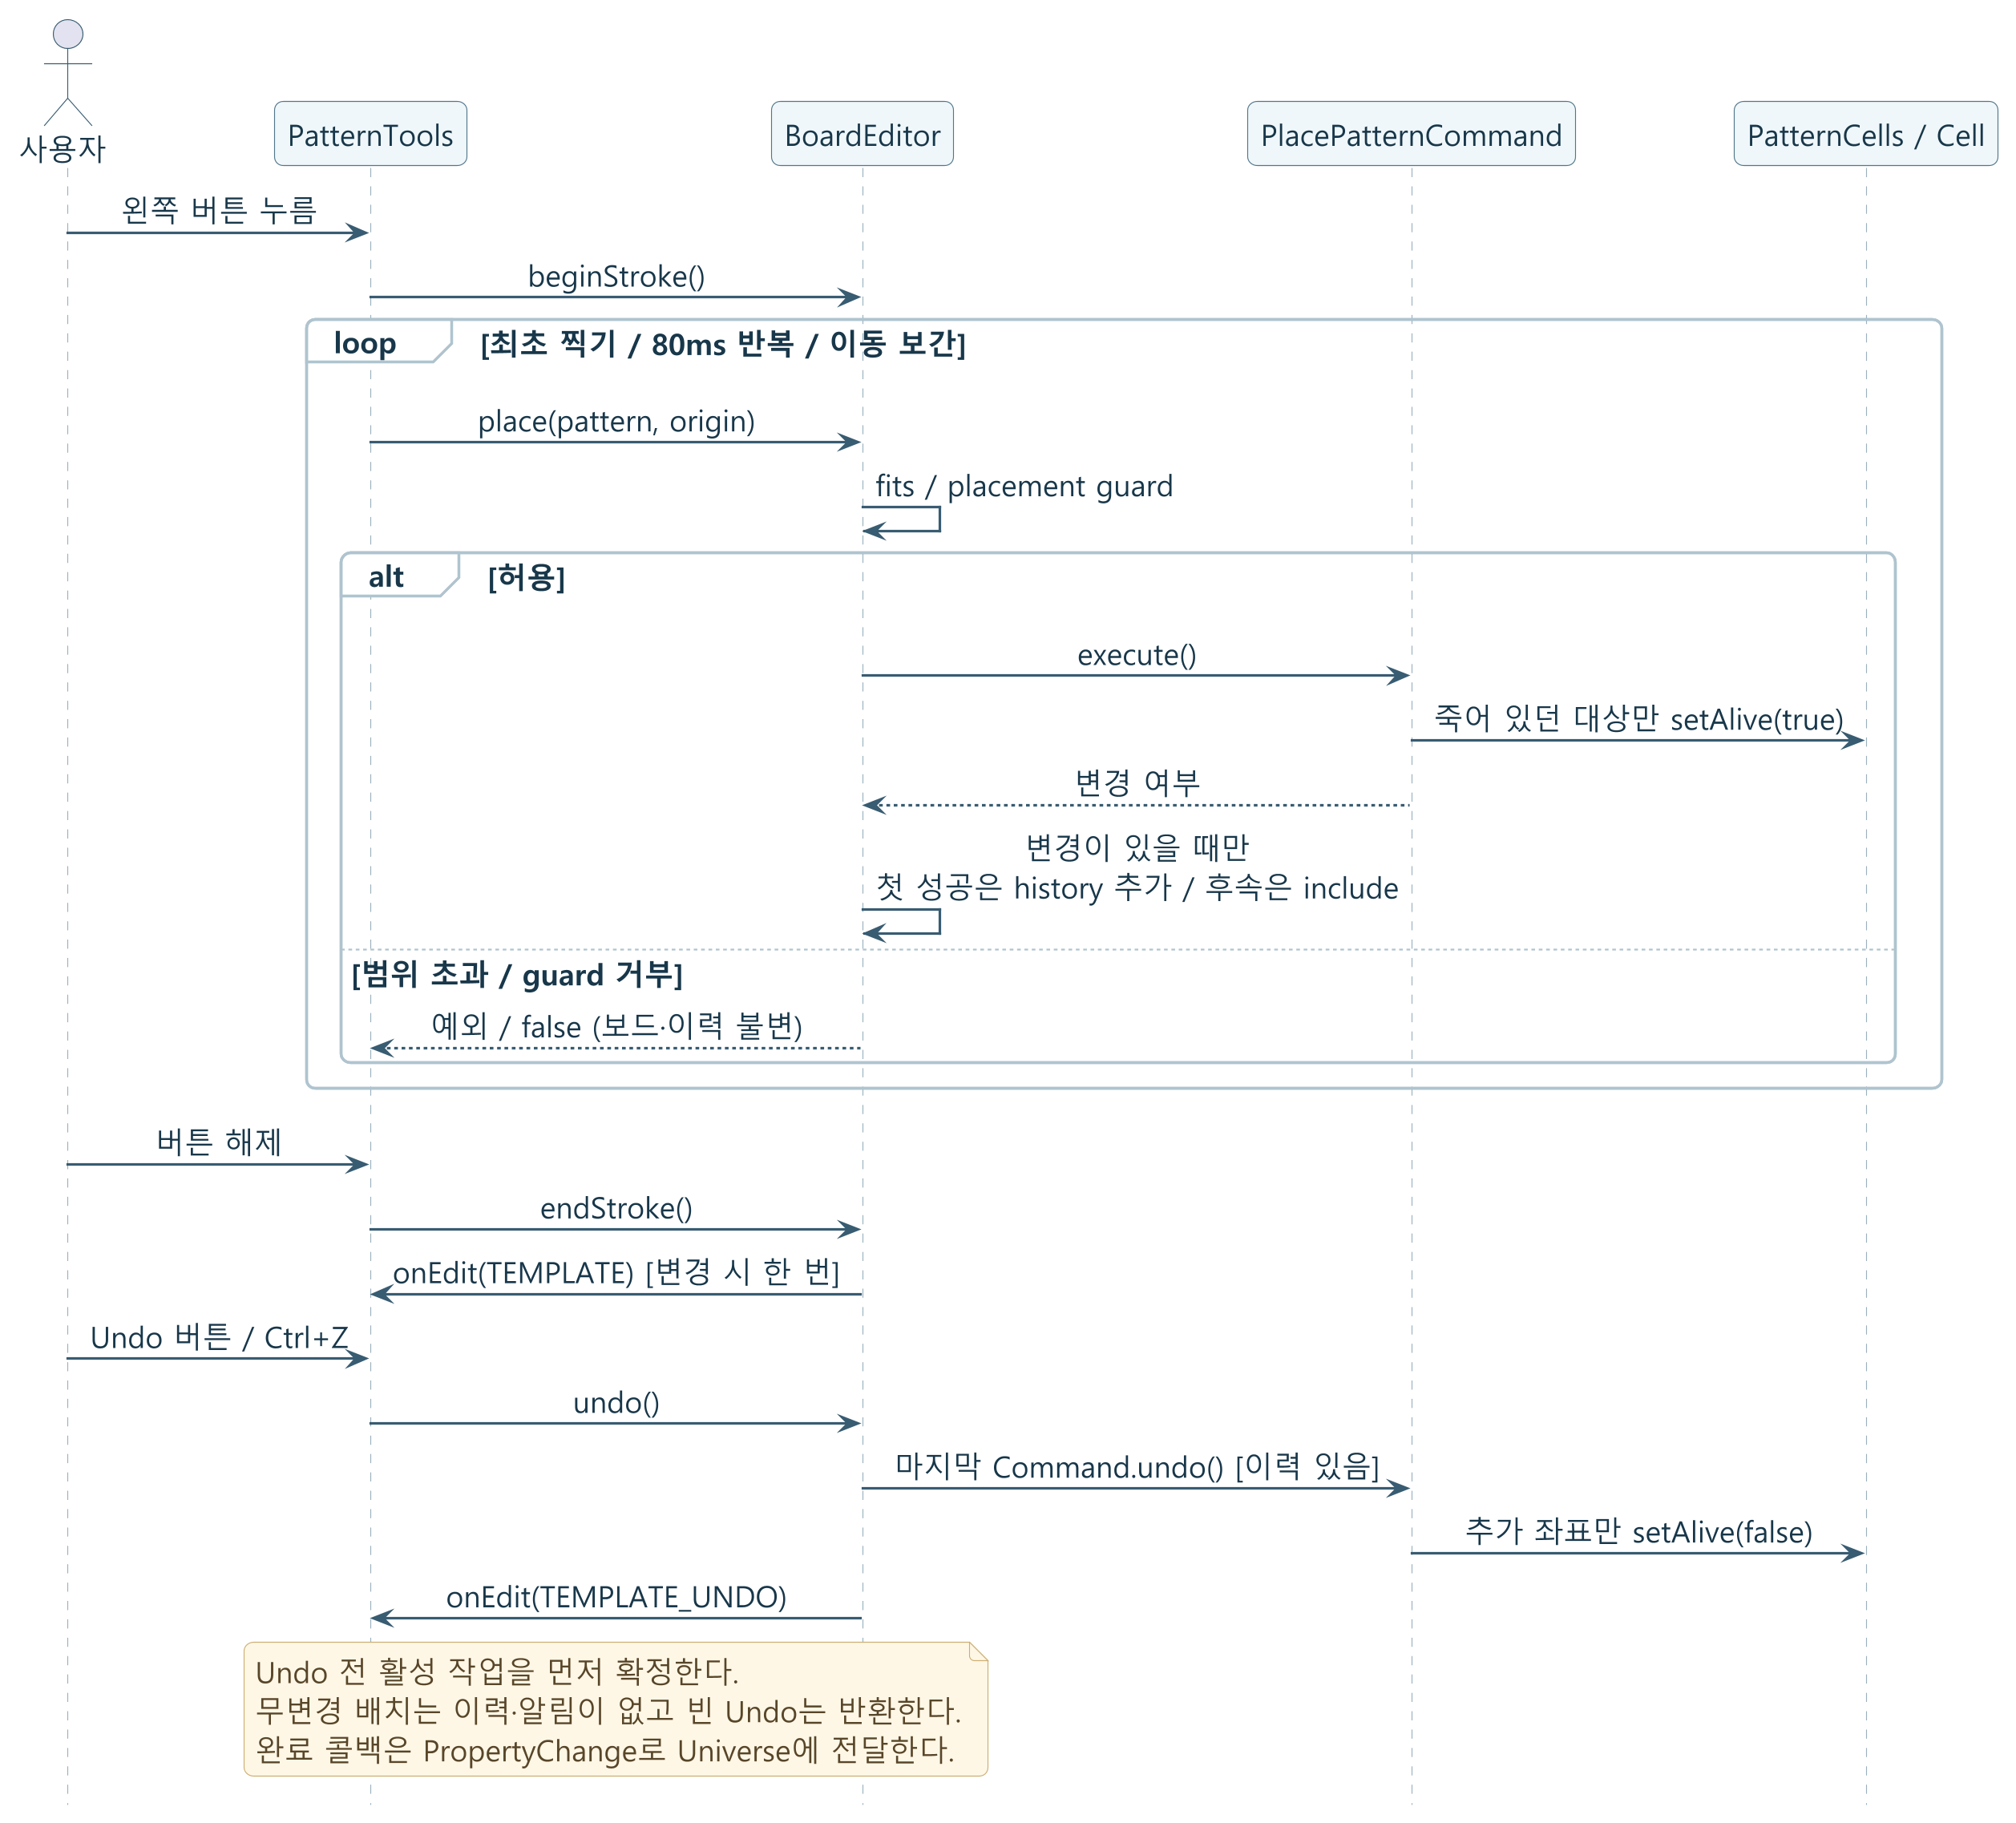 사용자
PatternTools
BoardEditor
PlacePatternCommand
PatternCells / Cell
왼쪽 버튼 누름
beginStroke()
loop
[최초 찍기 / 80ms 반복 / 이동 보간]
place(pattern, origin)
fits / placement guard
alt
[허용]
execute()
죽어 있던 대상만 setAlive(true)
변경 여부
변경이 있을 때만
첫 성공은 history 추가 / 후속은 include
[범위 초과 / guard 거부]
예외 / false (보드·이력 불변)
버튼 해제
endStroke()
onEdit(TEMPLATE) [변경 시 한 번]
Undo 버튼 / Ctrl+Z
undo()
마지막 Command.undo() [이력 있음]
추가 좌표만 setAlive(false)
onEdit(TEMPLATE_UNDO)
Undo 전 활성 작업을 먼저 확정한다.
무변경 배치는 이력·알림이 없고 빈 Undo는 반환한다.
완료 콜백은 PropertyChange로 Universe에 전달한다.